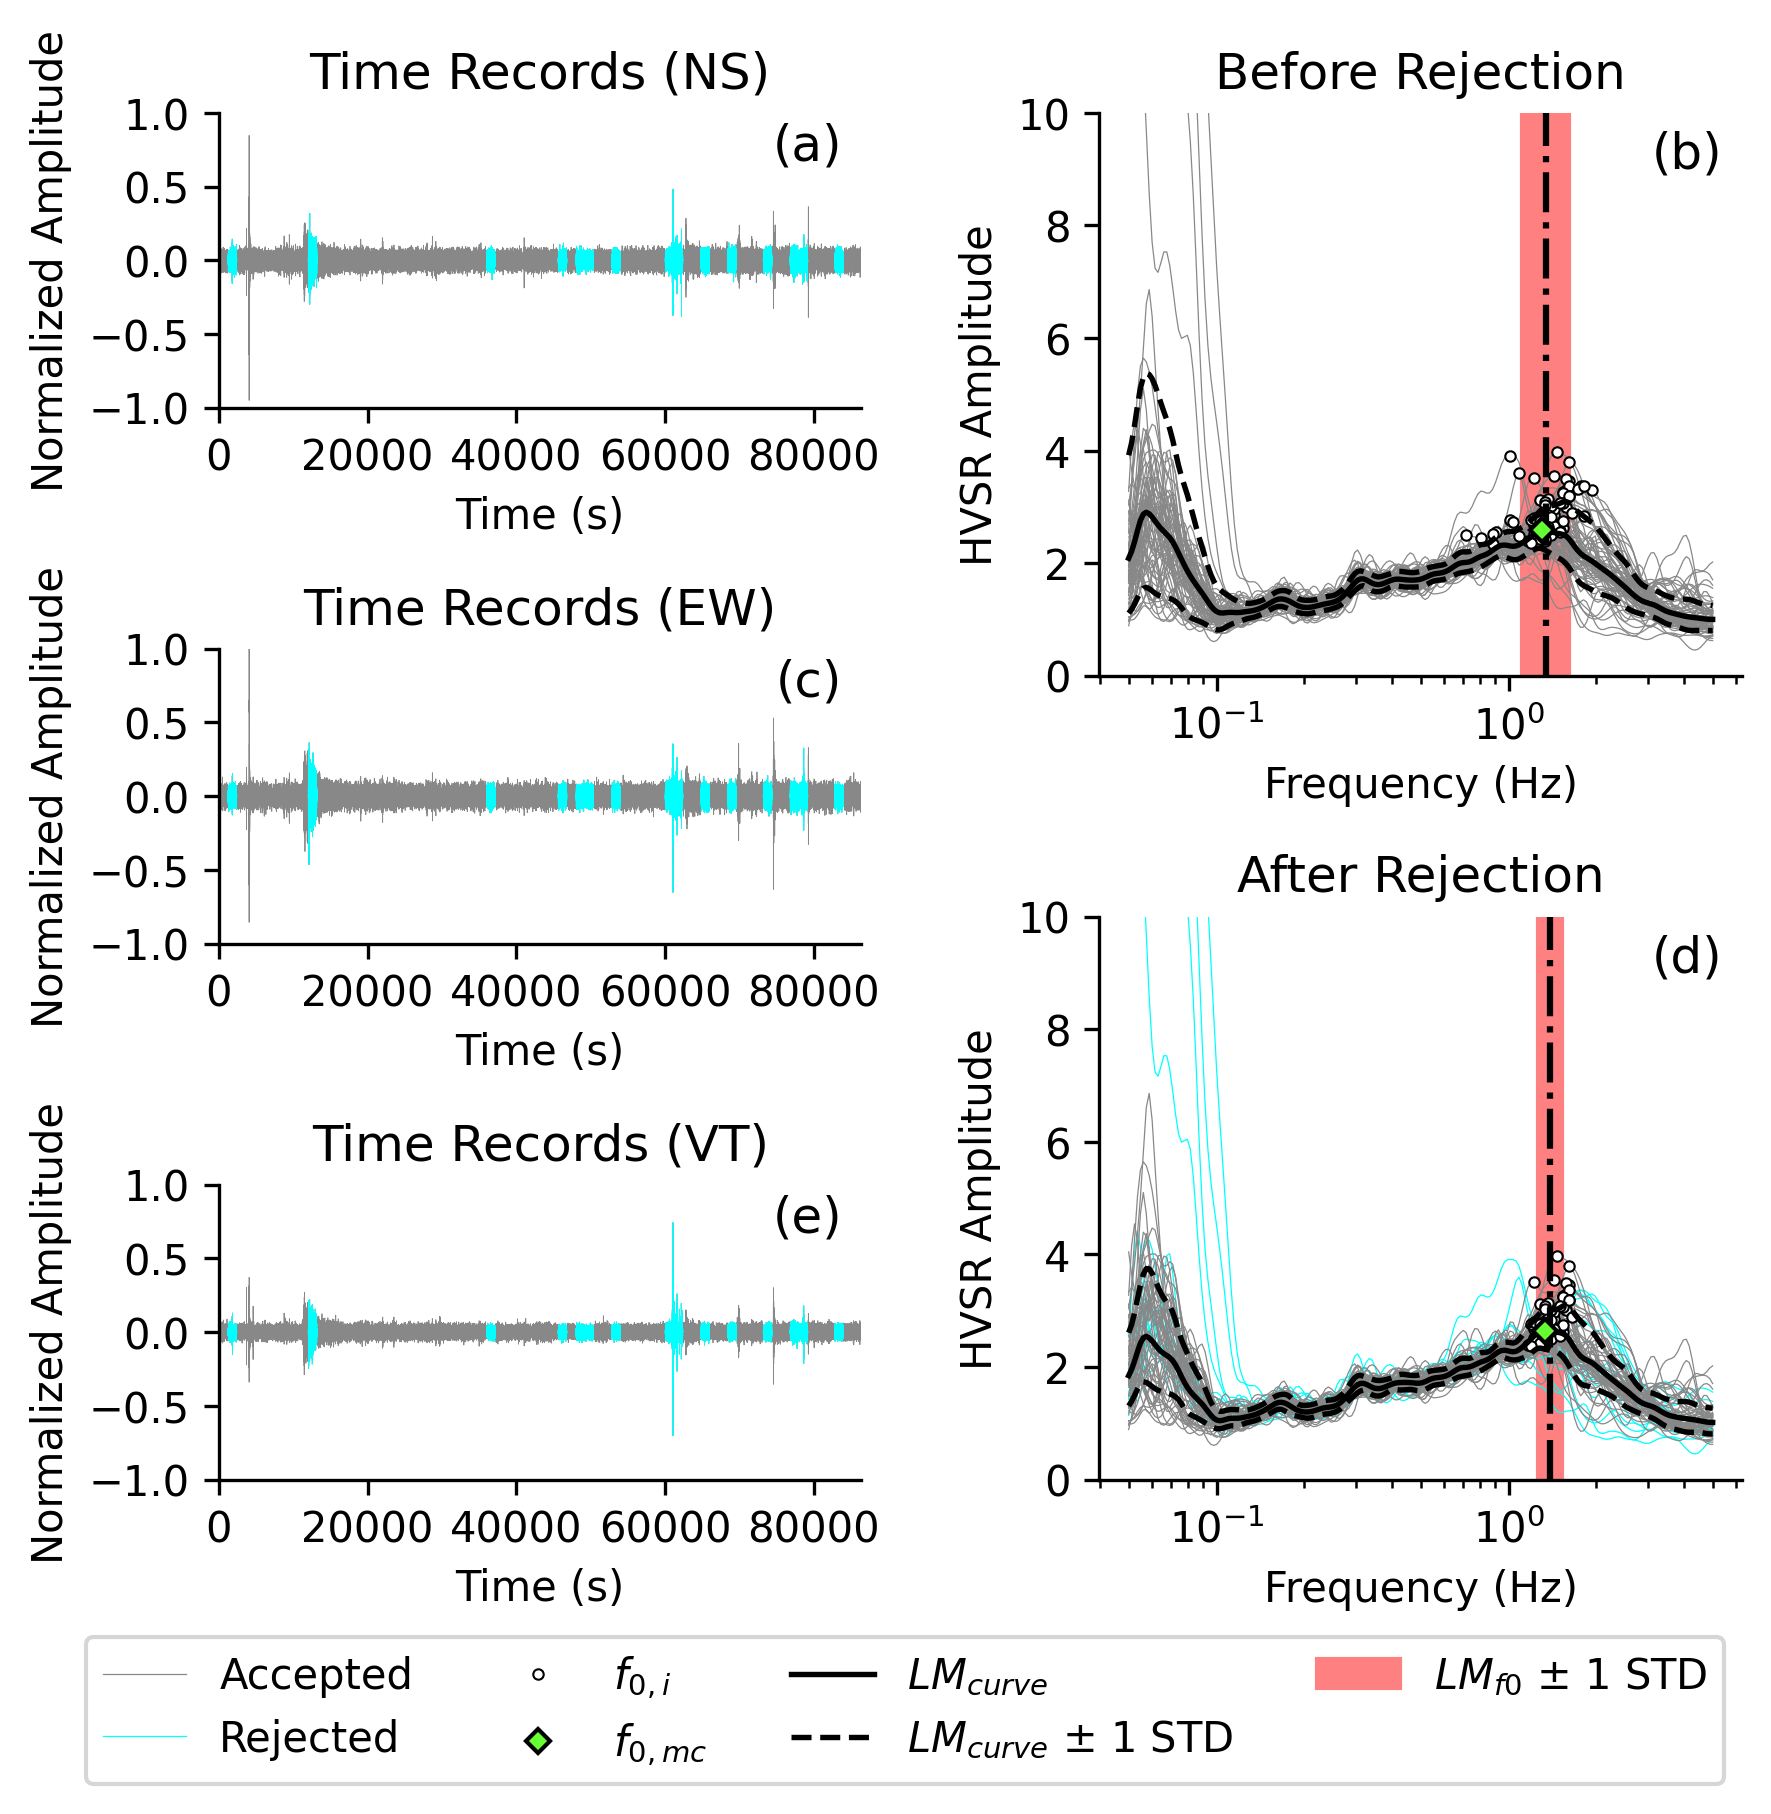 Time Records (NS)
(a)
Normalized Amplitude
1.0
0.5
0.0
−0.5
−1.0
0 20000 40000 60000 80000
Time (s)
Before Rejection
(b)
HVSR Amplitude
10
8
6
4
2
0
10⁻¹ 10⁰
Frequency (Hz)
Time Records (EW)
(c)
Normalized Amplitude
1.0
0.5
0.0
−0.5
−1.0
0 20000 40000 60000 80000
Time (s)
After Rejection
(d)
HVSR Amplitude
10
8
6
4
2
0
10⁻¹ 10⁰
Frequency (Hz)
Time Records (VT)
(e)
Normalized Amplitude
1.0
0.5
0.0
−0.5
−1.0
0 20000 40000 60000 80000
Time (s)
Accepted
Rejected
f0,i
f0,mc
LMcurve
LMcurve ± 1 STD
LMf0 ± 1 STD